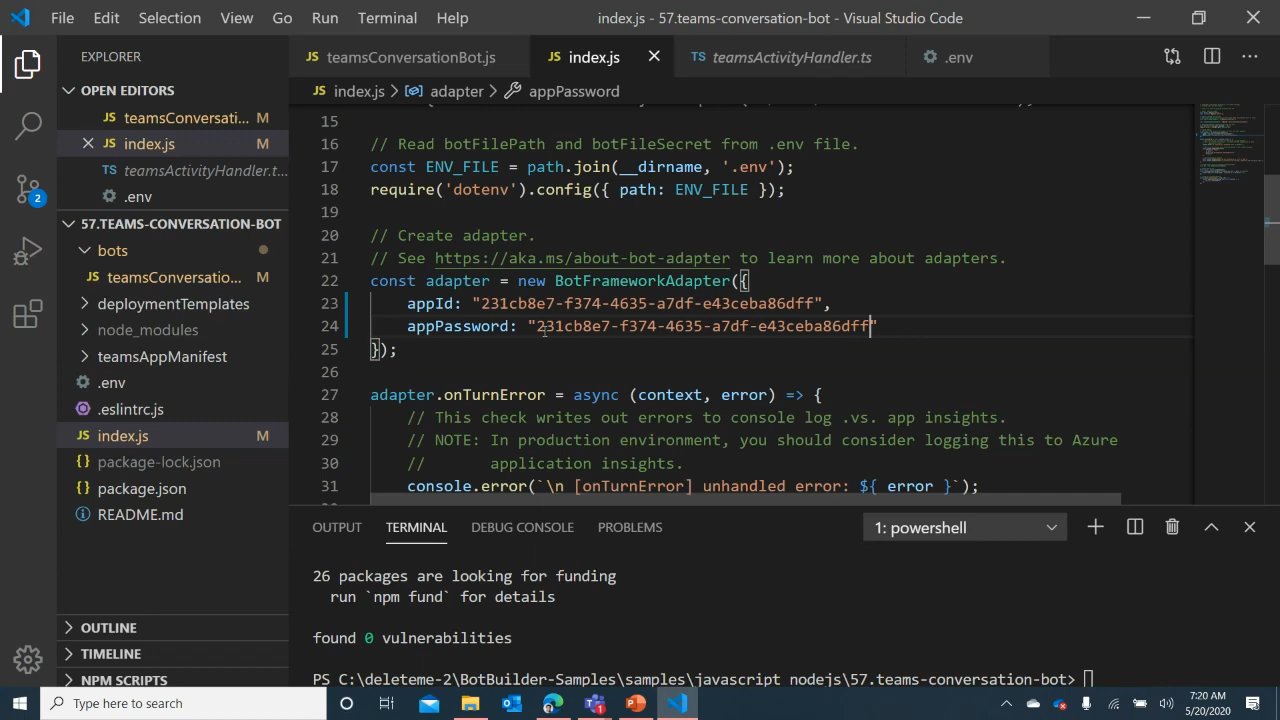 File Edit Selection View Go Run Terminal Help
index.js - 57.teams-conversation-bot - Visual Studio Code
EXPLORER
OPEN EDITORS
teamsConversati... M
index.js M
teamsActivityHandler.t...
.env
57.TEAMS-CONVERSATION-BOT
bots
JS teamsConversatio...
deploymentTemplates
node_modules
teamsAppManifest
.env
.eslintrc.js
JS index.js M
{} package-lock.json
{} package.json
README.md
OUTLINE
TIMELINE
NPM SCRIPTS
2
JS teamsConversationBot.js
JS index.js
TS teamsActivityHandler.ts
.env
JS index.js > adapter > appPassword
15
16 // Read botFilePath and botFileSecret from .env file.
17 const ENV_FILE = path.join(__dirname, '.env');
18 require('dotenv').config({ path: ENV_FILE });
19
20 // Create adapter.
21 // See https://aka.ms/about-bot-adapter to learn more about adapters.
22 const adapter = new BotFrameworkAdapter({
23 appId: "231cb8e7-f374-4635-a7df-e43ceba86dff",
24 appPassword: "231cb8e7-f374-4635-a7df-e43ceba86dff"
25 });
26
27 adapter.onTurnError = async (context, error) => {
28 // This check writes out errors to console log .vs. app insights.
29 // NOTE: In production environment, you should consider logging this to Azure
30 // application insights.
31 console.error(`\n [onTurnError] unhandled error: ${ error }`);
OUTPUT TERMINAL DEBUG CONSOLE PROBLEMS
1: powershell
26 packages are looking for funding
run `npm fund` for details
found 0 vulnerabilities
PS C:\deleteme-2\BotBuilder-Samples\samples\javascript_nodejs\57.teams-conversation-bot>
Type here to search
7:20 AM
5/20/2020